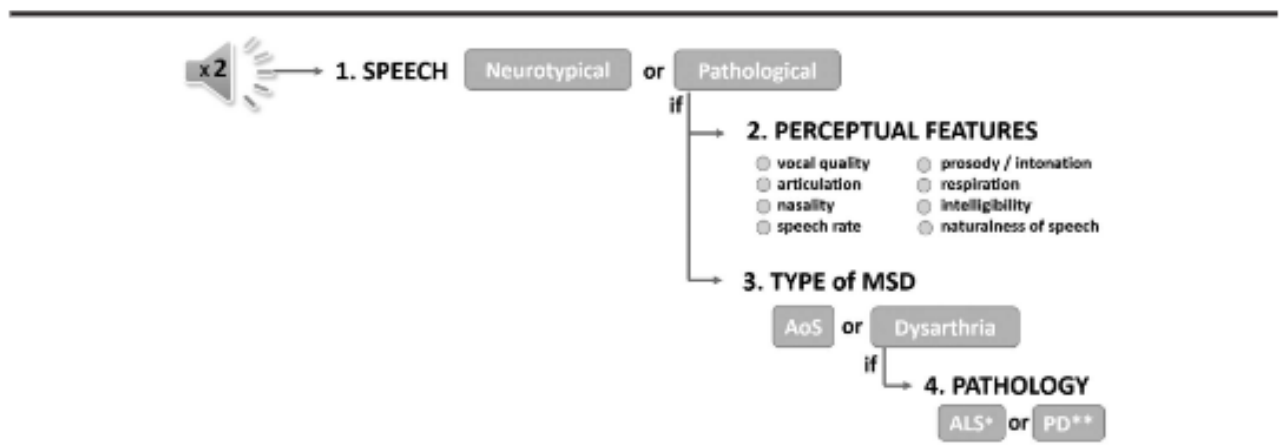 x2 1. SPEECH Neurotypical or Pathological
if
2. PERCEPTUAL FEATURES
vocal quality prosody / intonation
articulation respiration
nasality intelligibility
speech rate naturalness of speech
3. TYPE of MSD
AoS or Dysarthria
if
4. PATHOLOGY
ALS* or PD**